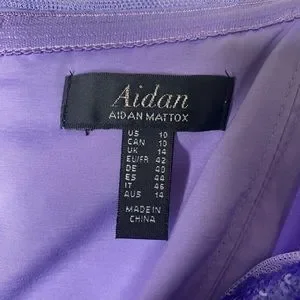 Aidan
AIDAN MATTOX
US 10
CAN 10
UK 14
EU/FR 42
DE 40
ES 44
IT 46
AUS 14
MADE IN
CHINA